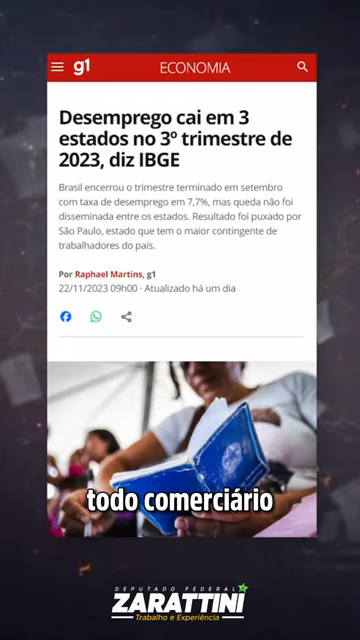 g1
ECONOMIA
Desemprego cai em 3
estados no 3º trimestre de
2023, diz IBGE
Brasil encerrou o trimestre terminado em setembro
com taxa de desemprego em 7,7%, mas queda não foi
disseminada entre os estados. Resultado foi puxado por
São Paulo, estado que tem o maior contingente de
trabalhadores do país.
Por Raphael Martins, g1
22/11/2023 09h00 · Atualizado há um dia
todo comerciário
DEPUTADO FEDERAL
ZARATTINI
Trabalho e Experiência